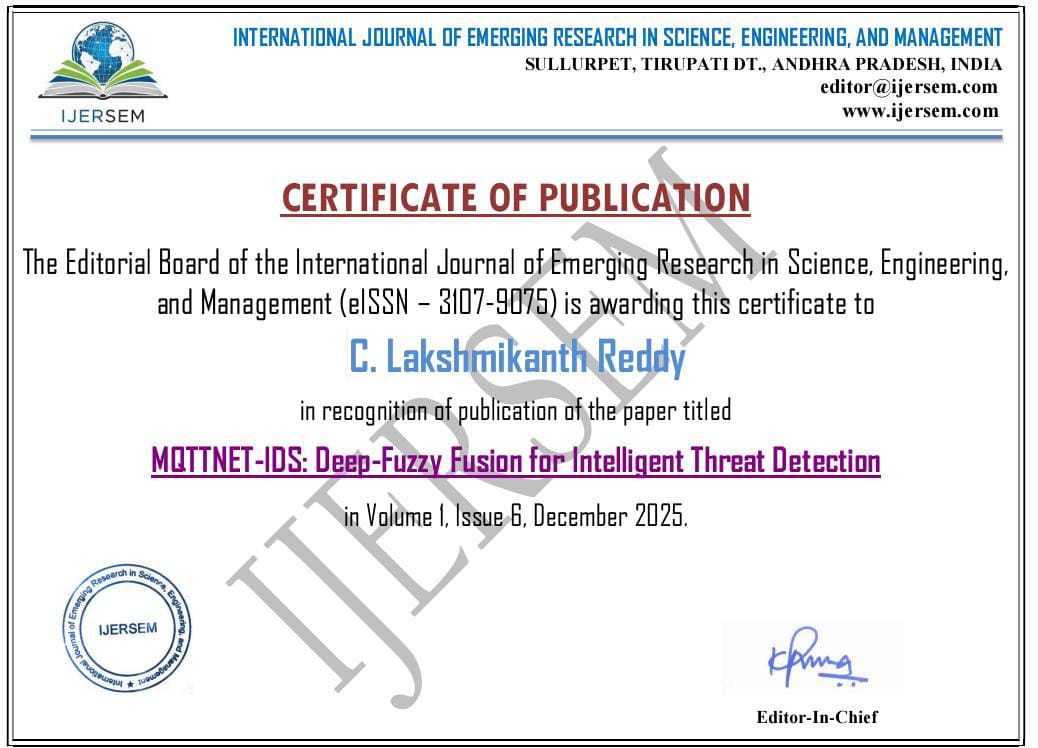 INTERNATIONAL JOURNAL OF EMERGING RESEARCH IN SCIENCE, ENGINEERING, AND MANAGEMENT
SULLURPET, TIRUPATI DT., ANDHRA PRADESH, INDIA
editor@ijersem.com
www.ijersem.com
IJERSEM
CERTIFICATE OF PUBLICATION
The Editorial Board of the International Journal of Emerging Research in Science, Engineering,
and Management (eISSN – 3107-9075) is awarding this certificate to
C. Lakshmikanth Reddy
in recognition of publication of the paper titled
MQTTNET-IDS: Deep-Fuzzy Fusion for Intelligent Threat Detection
in Volume 1, Issue 6, December 2025.
IJERSEM
International Journal of Emerging Research in Science, Engineering, and Management
IJERSEM
Editor-In-Chief